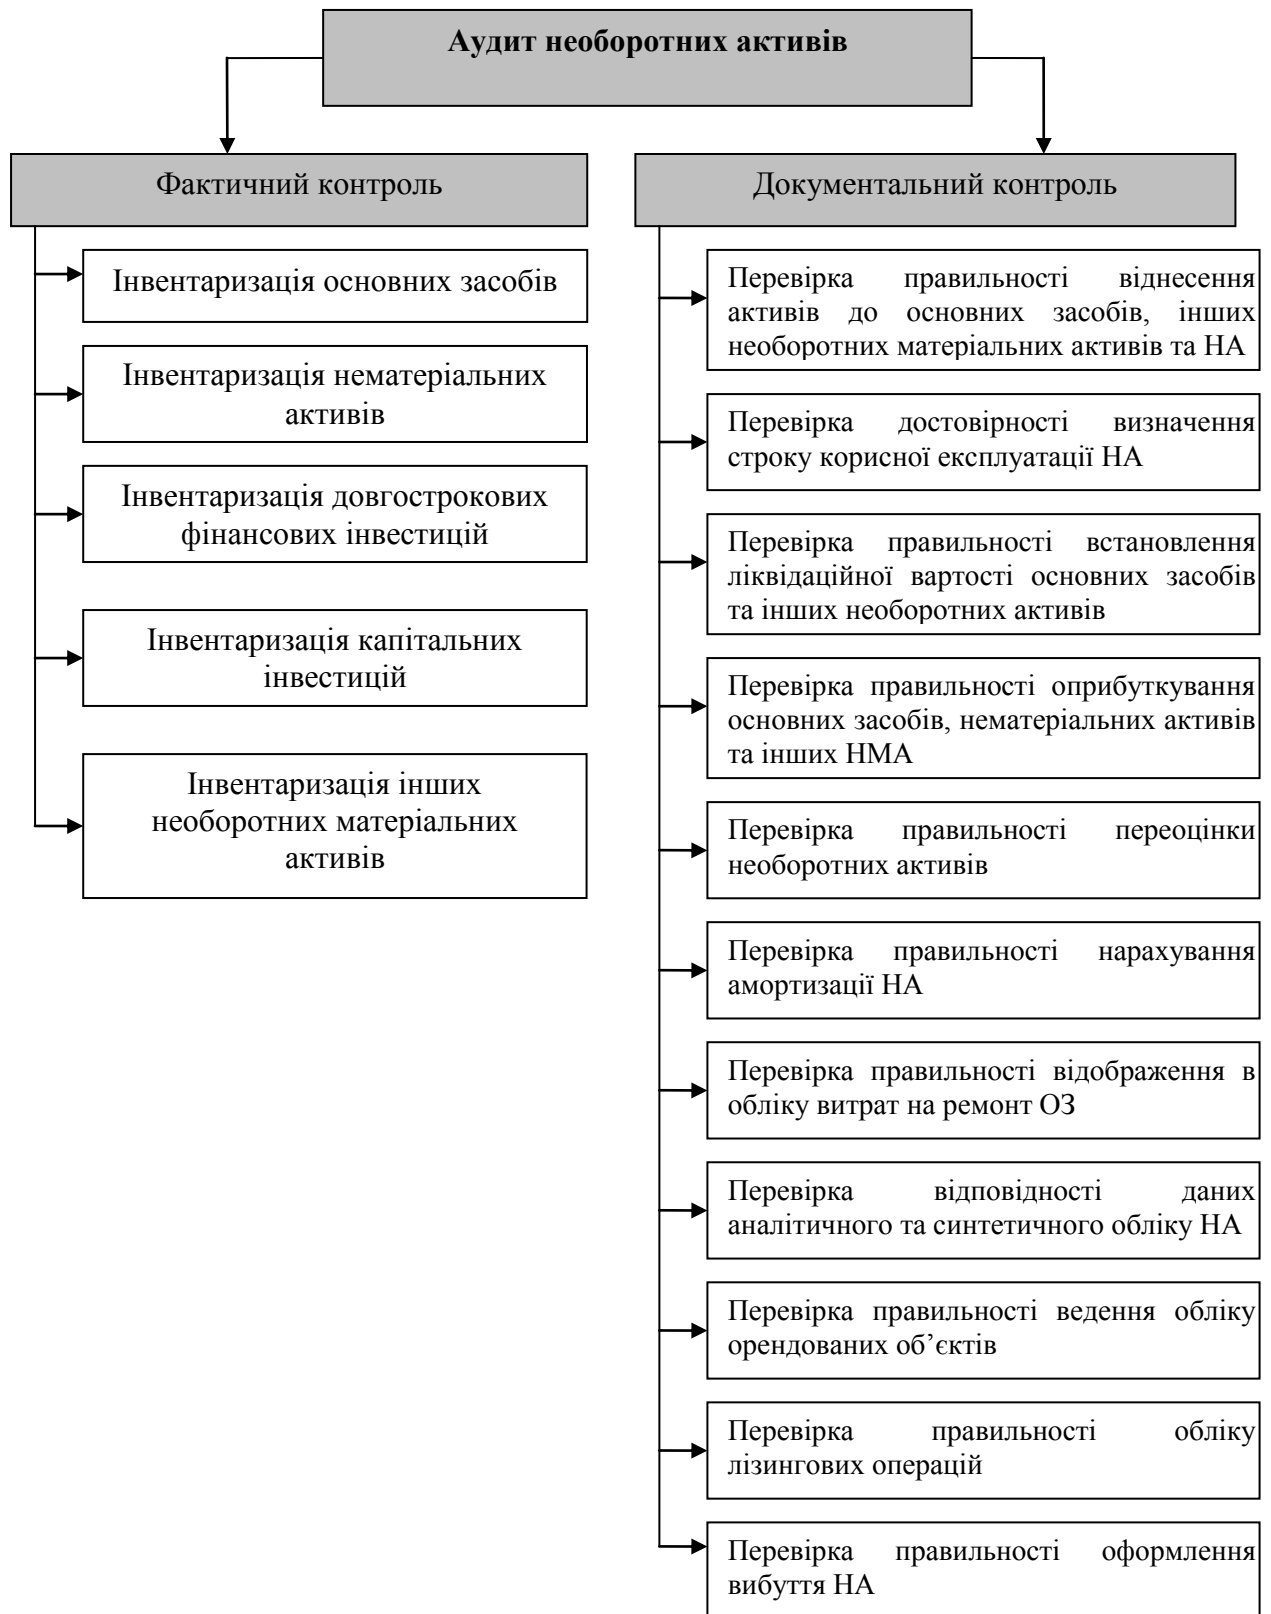 Аудит необоротних активів
Фактичний контроль
Інвентаризація основних засобів
Інвентаризація нематеріальних
активів
Інвентаризація довгострокових
фінансових інвестицій
Інвентаризація капітальних
інвестицій
Інвентаризація інших
необоротних матеріальних
активів
Документальний контроль
Перевірка правильності віднесення
активів до основних засобів, інших
необоротних матеріальних активів та НА
Перевірка достовірності визначення
строку корисної експлуатації НА
Перевірка правильності встановлення
ліквідаційної вартості основних засобів
та інших необоротних активів
Перевірка правильності оприбуткування
основних засобів, нематеріальних активів
та інших НМА
Перевірка правильності переоцінки
необоротних активів
Перевірка правильності нарахування
амортизації НА
Перевірка правильності відображення в
обліку витрат на ремонт ОЗ
Перевірка відповідності даних
аналітичного та синтетичного обліку НА
Перевірка правильності ведення обліку
орендованих об’єктів
Перевірка правильності обліку
лізингових операцій
Перевірка правильності оформлення
вибуття НА